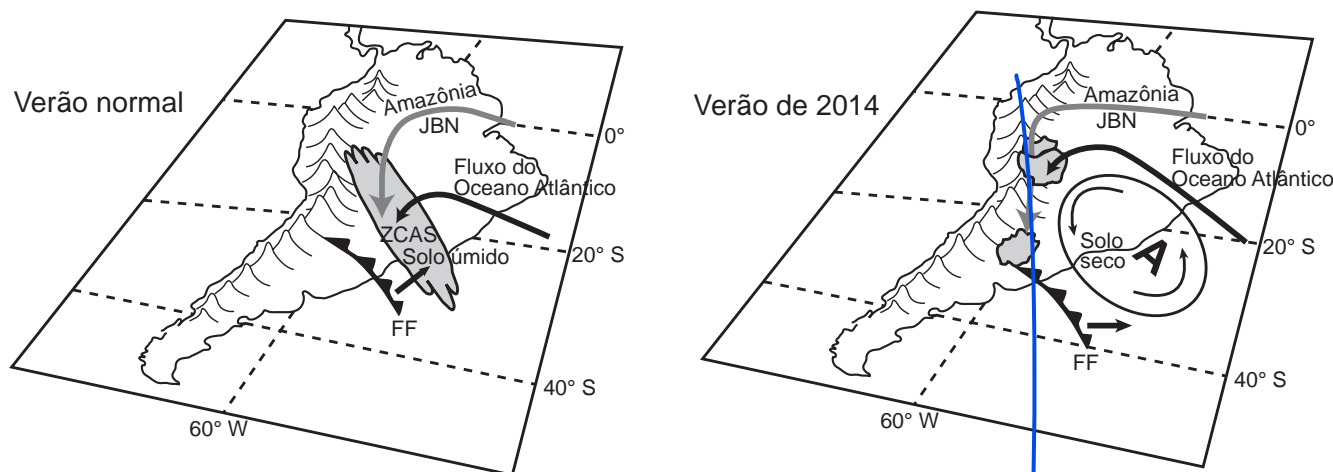 Verão normal
Amazônia
JBN
Fluxo do
Oceano Atlântico
ZCAS
Solo úmido
FF
0°
20° S
40° S
60° W
Verão de 2014
Amazônia
JBN
Fluxo do
Oceano Atlântico
Solo
seco
A
FF
0°
20° S
40° S
60° W